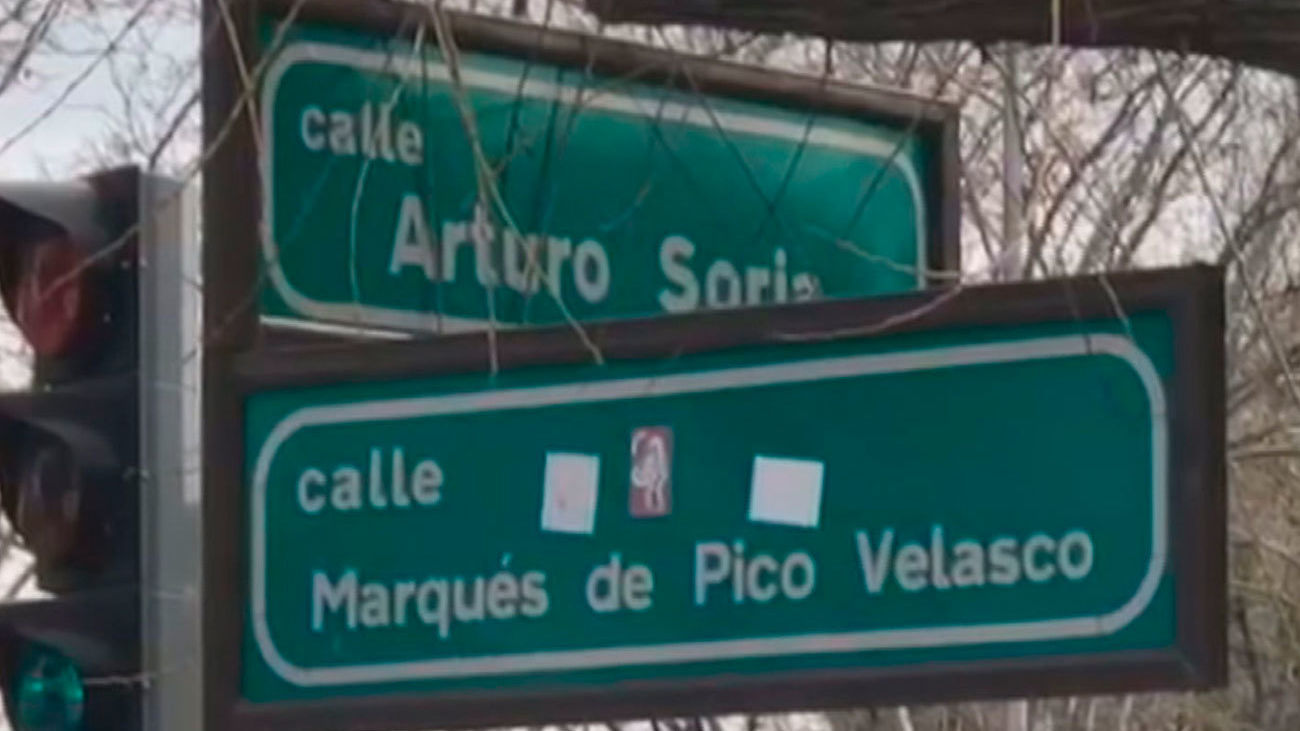 calle
Arturo Soria
calle
Marqués de Pico Velasco